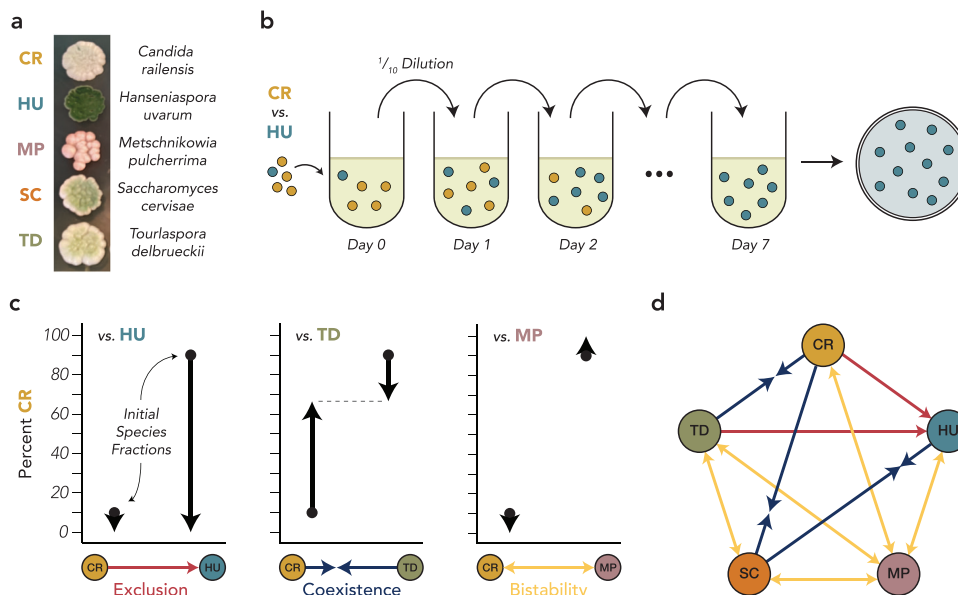 a
CR
Candida
railensis
HU
Hanseniaspora
uvarum
MP
Metschnikowia
pulcherrima
SC
Saccharomyces
cervisae
TD
Tourlaspora
delbrueckii
b
1/10 Dilution
CR
vs.
HU
Day 0
Day 1
Day 2
Day 7
c
Percent CR
100
80
60
40
20
0
vs. HU
Initial
Species
Fractions
CR
HU
Exclusion
vs. TD
CR
TD
Coexistence
vs. MP
CR
MP
Bistability
d
CR
TD
HU
SC
MP